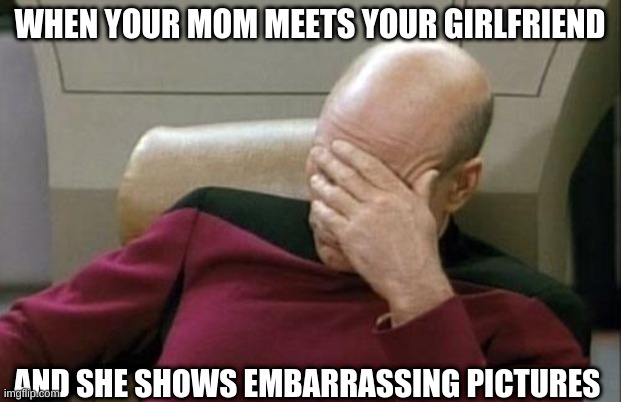 WHEN YOUR MOM MEETS YOUR GIRLFRIEND
AND SHE SHOWS EMBARRASSING PICTURES
imgflip.com